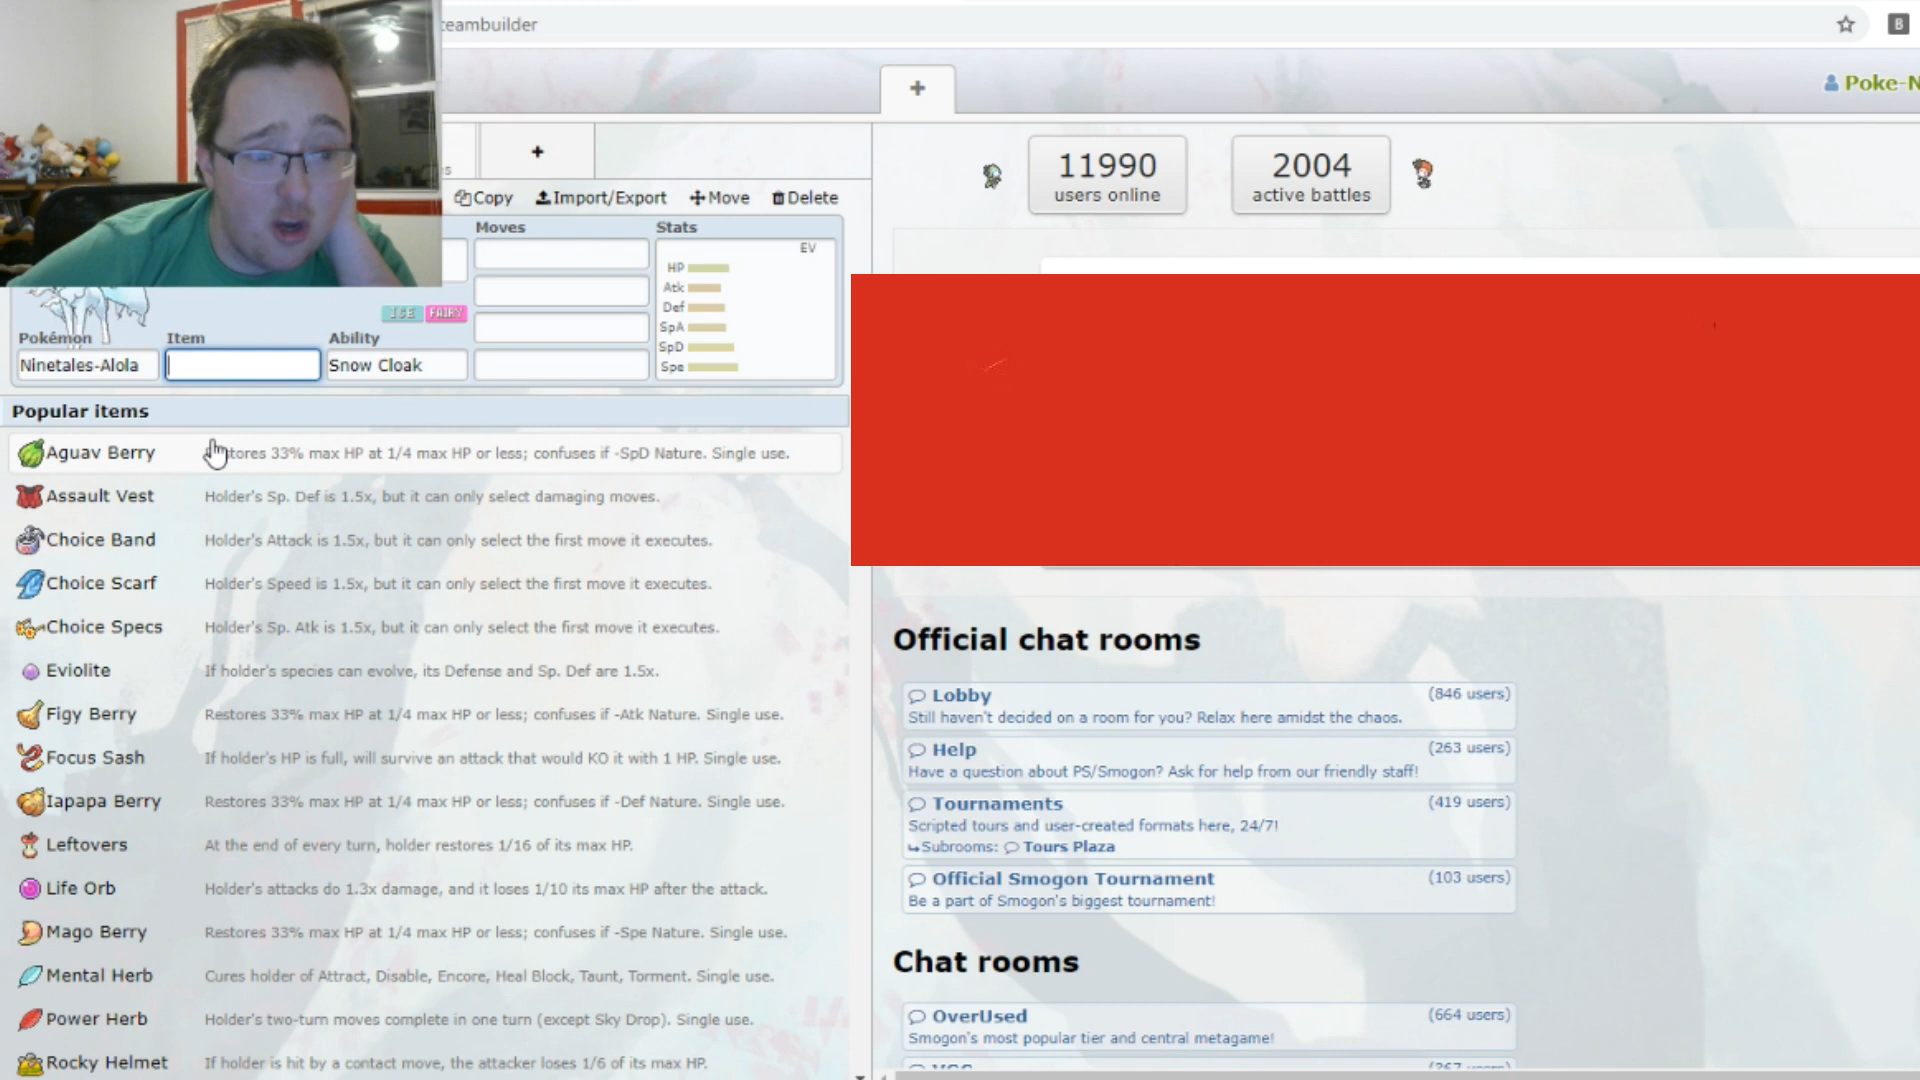 eambuilder
B
+
Poke-N
+
s
11990
users online
2004
active battles
Copy Import/Export Move Delete
Moves Stats
EV
HP
Atk
Def
SpA
SpD
Spe
ICE FAIRY
Pokémon Item Ability
Ninetales-Alola Snow Cloak
Popular items
Aguav Berry tores 33% max HP at 1/4 max HP or less; confuses if -SpD Nature. Single use.
Assault Vest Holder's Sp. Def is 1.5x, but it can only select damaging moves.
Choice Band Holder's Attack is 1.5x, but it can only select the first move it executes.
Choice Scarf Holder's Speed is 1.5x, but it can only select the first move it executes.
Choice Specs Holder's Sp. Atk is 1.5x, but it can only select the first move it executes.
Eviolite If holder's species can evolve, its Defense and Sp. Def are 1.5x.
Figy Berry Restores 33% max HP at 1/4 max HP or less; confuses if -Atk Nature. Single use.
Focus Sash If holder's HP is full, will survive an attack that would KO it with 1 HP. Single use.
Iapapa Berry Restores 33% max HP at 1/4 max HP or less; confuses if -Def Nature. Single use.
Leftovers At the end of every turn, holder restores 1/16 of its max HP.
Life Orb Holder's attacks do 1.3x damage, and it loses 1/10 its max HP after the attack.
Mago Berry Restores 33% max HP at 1/4 max HP or less; confuses if -Spe Nature. Single use.
Mental Herb Cures holder of Attract, Disable, Encore, Heal Block, Taunt, Torment. Single use.
Power Herb Holder's two-turn moves complete in one turn (except Sky Drop). Single use.
Rocky Helmet If holder is hit by a contact move, the attacker loses 1/6 of its max HP.
Official chat rooms
Lobby (846 users)
Still haven't decided on a room for you? Relax here amidst the chaos.
Help (263 users)
Have a question about PS/Smogon? Ask for help from our friendly staff!
Tournaments (419 users)
Scripted tours and user-created formats here, 24/7!
↳Subrooms: Tours Plaza
Official Smogon Tournament (103 users)
Be a part of Smogon's biggest tournament!
Chat rooms
OverUsed (664 users)
Smogon's most popular tier and central metagame!